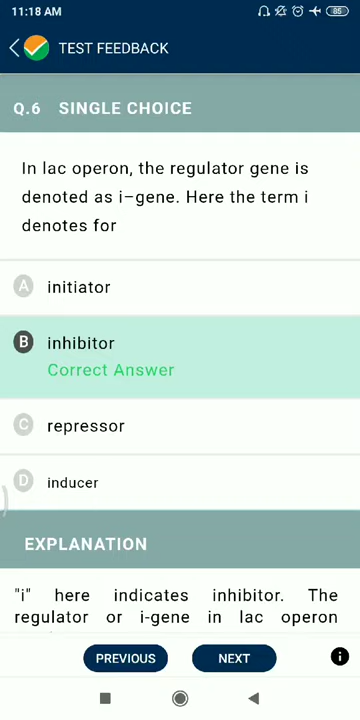 11:18 AM
85
TEST FEEDBACK
Q.6 SINGLE CHOICE
In lac operon, the regulator gene is
denoted as i–gene. Here the term i
denotes for
A initiator
B inhibitor
Correct Answer
C repressor
D inducer
EXPLANATION
"i" here indicates inhibitor. The
regulator or i-gene in lac operon
PREVIOUS NEXT